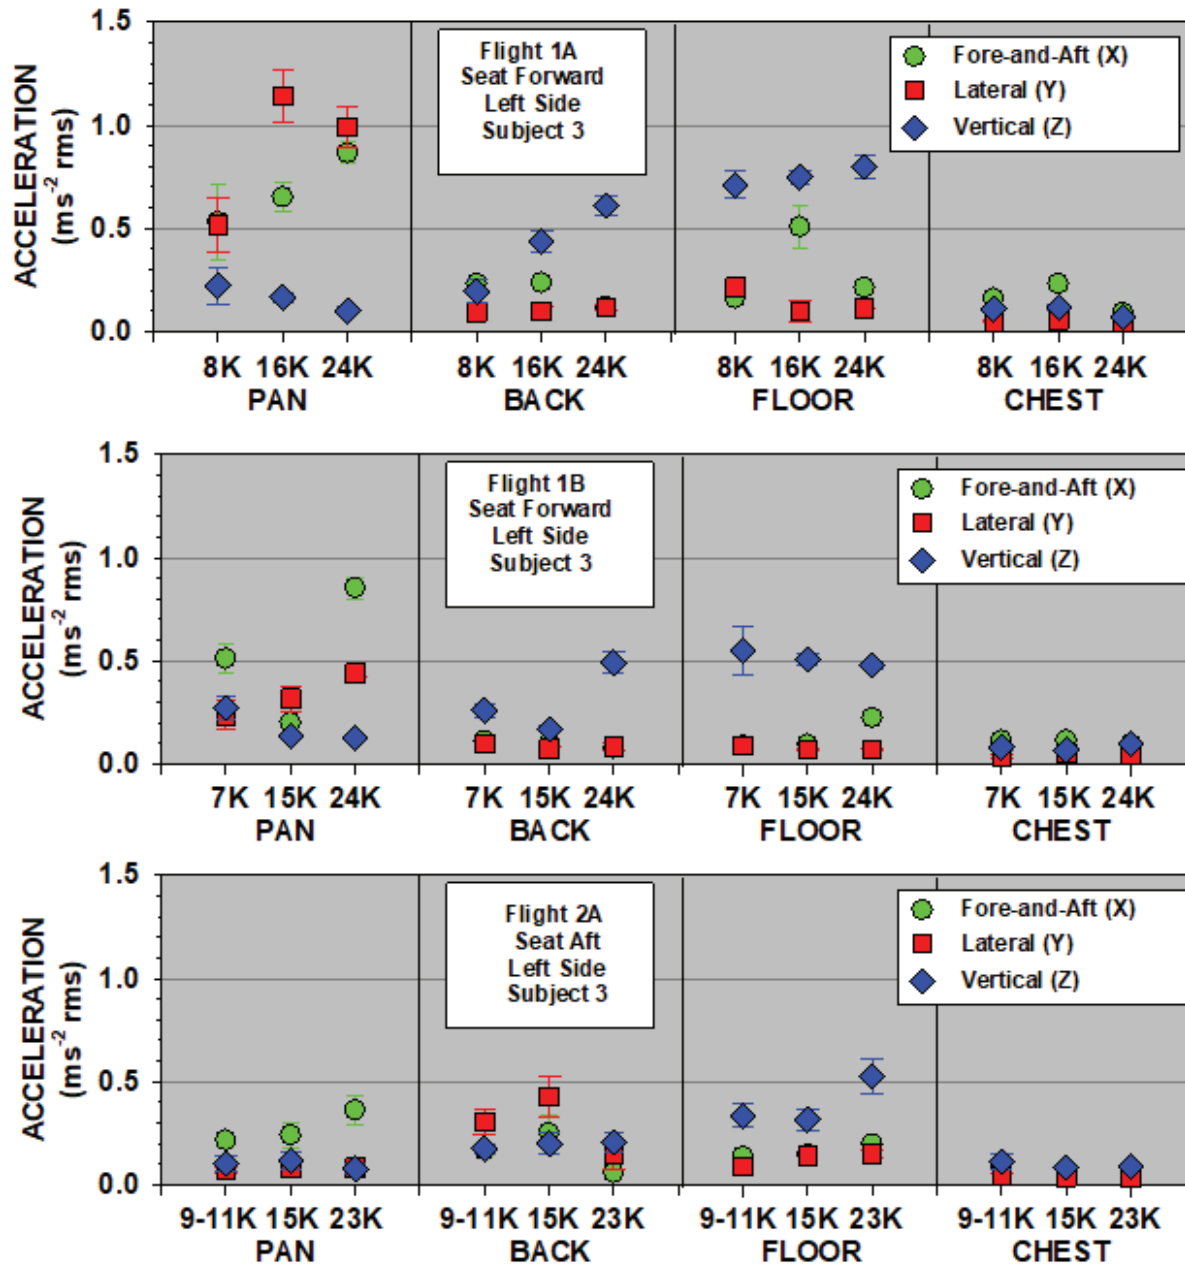 ACCELERATION
(ms⁻² rms)
1.5
1.0
0.5
0.0
Flight 1A
Seat Forward
Left Side
Subject 3
Fore-and-Aft (X)
Lateral (Y)
Vertical (Z)
8K 16K 24K 8K 16K 24K 8K 16K 24K 8K 16K 24K
PAN BACK FLOOR CHEST
ACCELERATION
(ms⁻² rms)
1.5
1.0
0.5
0.0
Flight 1B
Seat Forward
Left Side
Subject 3
Fore-and-Aft (X)
Lateral (Y)
Vertical (Z)
7K 15K 24K 7K 15K 24K 7K 15K 24K 7K 15K 24K
PAN BACK FLOOR CHEST
ACCELERATION
(ms⁻² rms)
1.5
1.0
0.5
0.0
Flight 2A
Seat Aft
Left Side
Subject 3
Fore-and-Aft (X)
Lateral (Y)
Vertical (Z)
9-11K 15K 23K 9-11K 15K 23K 9-11K 15K 23K 9-11K 15K 23K
PAN BACK FLOOR CHEST